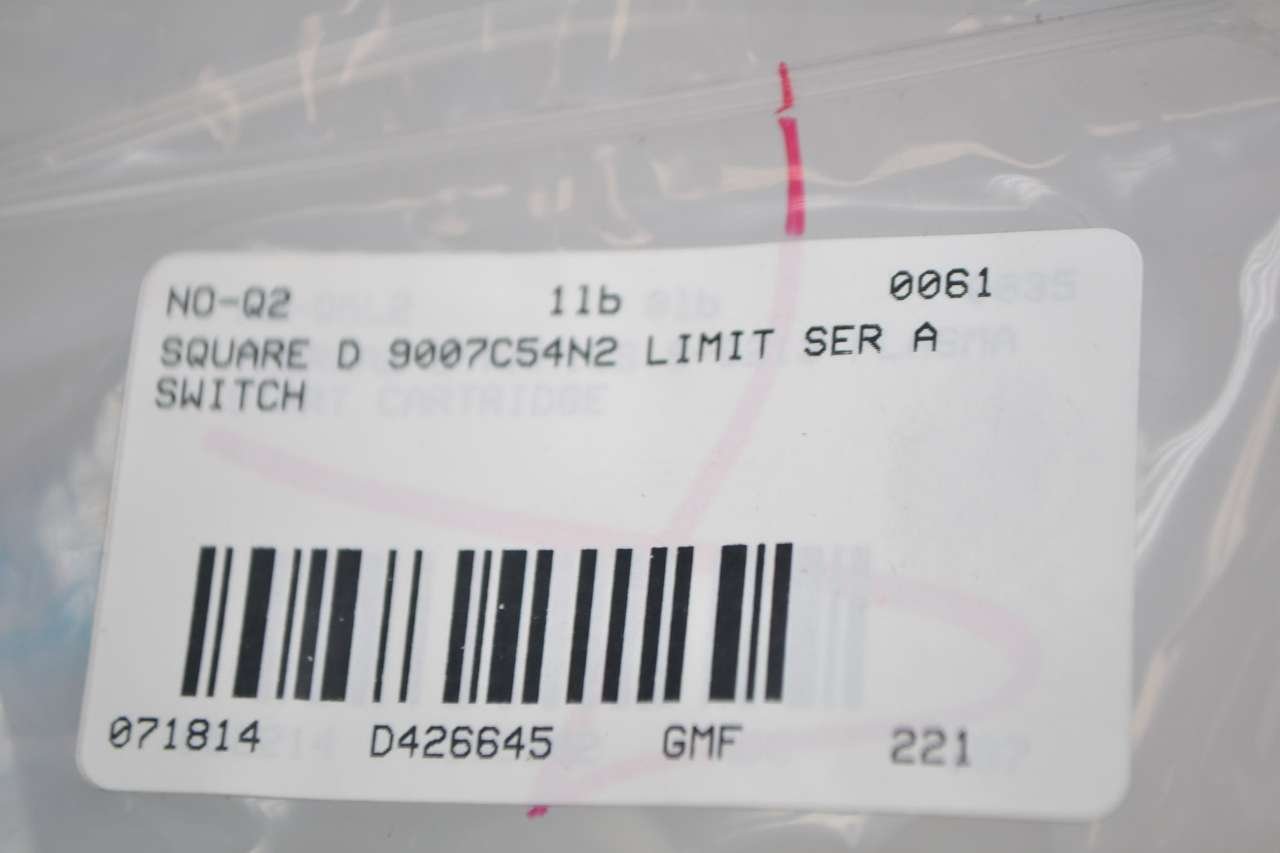 NO-Q2 1lb 0061
SQUARE D 9007C54N2 LIMIT SER A
SWITCH
071814 D426645 GMF 221